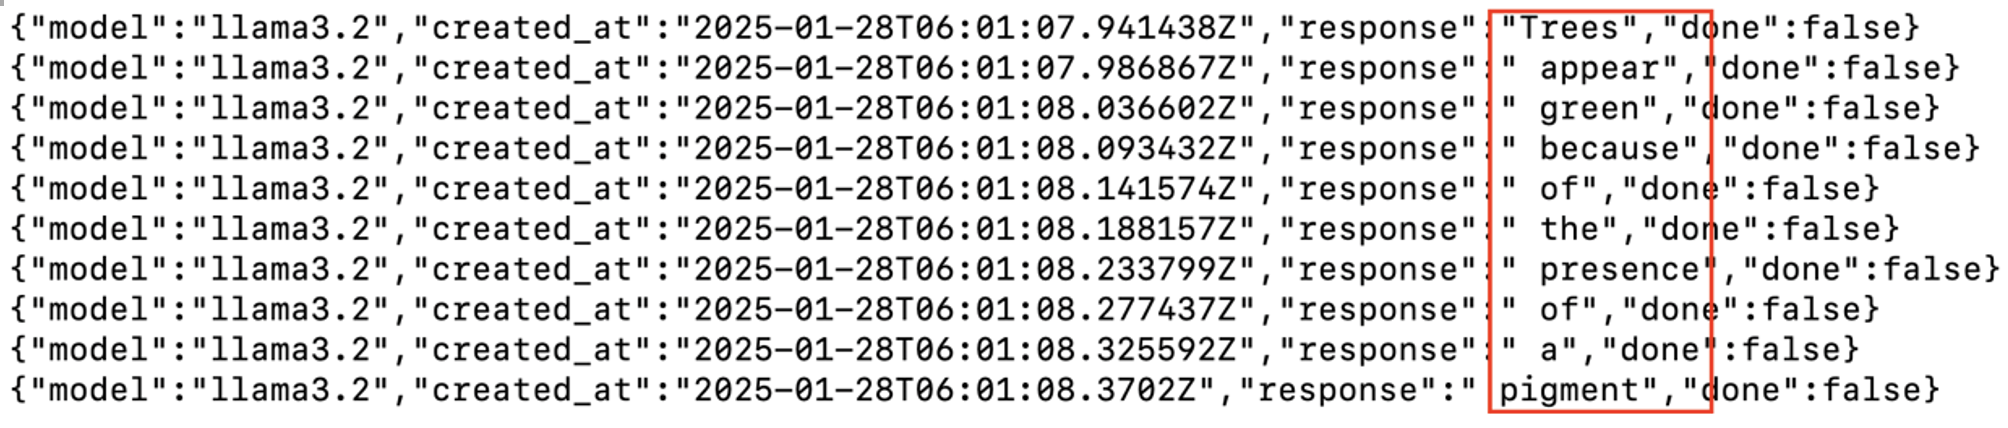 {"model":"llama3.2","created_at":"2025-01-28T06:01:07.941438Z","response":"Trees","done":false}
{"model":"llama3.2","created_at":"2025-01-28T06:01:07.986867Z","response":" appear","done":false}
{"model":"llama3.2","created_at":"2025-01-28T06:01:08.036602Z","response":" green","done":false}
{"model":"llama3.2","created_at":"2025-01-28T06:01:08.093432Z","response":" because","done":false}
{"model":"llama3.2","created_at":"2025-01-28T06:01:08.141574Z","response":" of","done":false}
{"model":"llama3.2","created_at":"2025-01-28T06:01:08.188157Z","response":" the","done":false}
{"model":"llama3.2","created_at":"2025-01-28T06:01:08.233799Z","response":" presence","done":false}
{"model":"llama3.2","created_at":"2025-01-28T06:01:08.277437Z","response":" of","done":false}
{"model":"llama3.2","created_at":"2025-01-28T06:01:08.325592Z","response":" a","done":false}
{"model":"llama3.2","created_at":"2025-01-28T06:01:08.3702Z","response":" pigment","done":false}